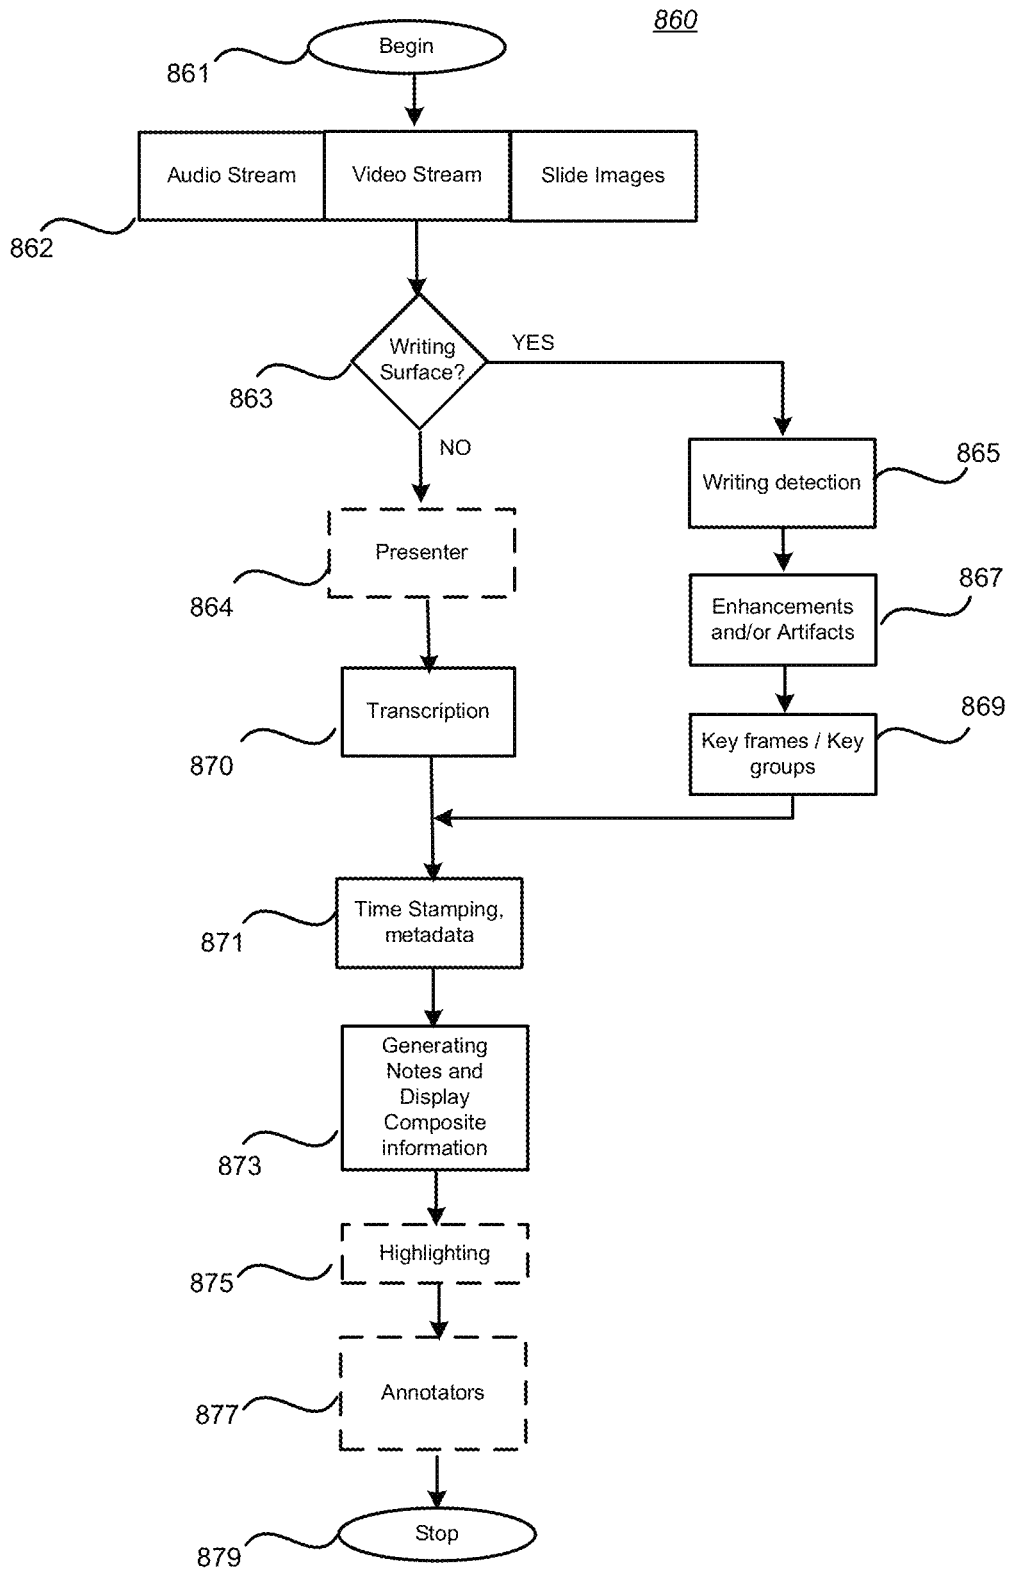 860
Begin
861
Audio Stream
Video Stream
Slide Images
862
Writing
Surface?
YES
863
NO
865
Writing detection
Presenter
864
867
Enhancements
and/or Artifacts
Transcription
870
869
Key frames / Key
groups
Time Stamping,
metadata
871
Generating
Notes and
Display
Composite
information
873
Highlighting
875
Annotators
877
Stop
879